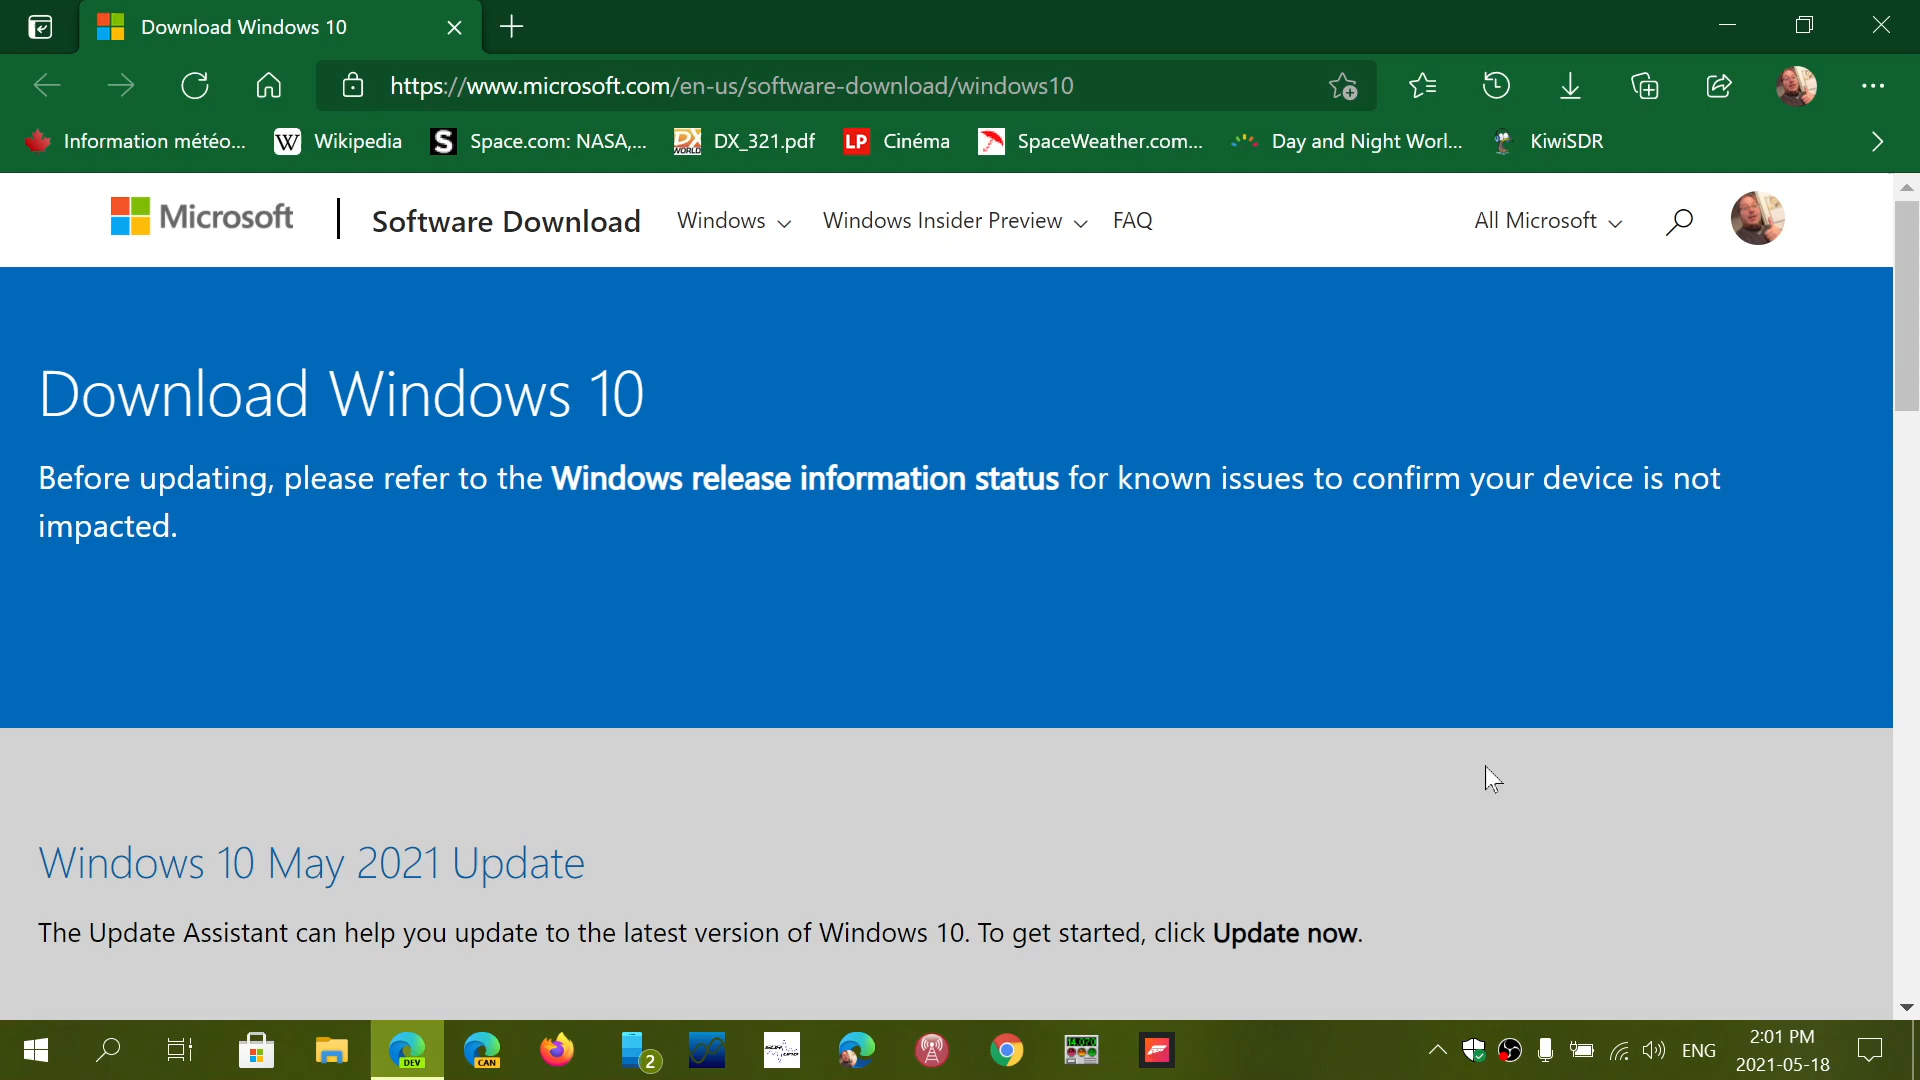 Download Windows 10
https://www.microsoft.com/en-us/software-download/windows10
Information météo... Wikipedia Space.com: NASA,... DX_321.pdf Cinéma SpaceWeather.com... Day and Night Worl... KiwiSDR
Microsoft Software Download Windows Windows Insider Preview FAQ All Microsoft
Download Windows 10
Before updating, please refer to the Windows release information status for known issues to confirm your device is not
impacted.
Windows 10 May 2021 Update
The Update Assistant can help you update to the latest version of Windows 10. To get started, click Update now.
DEV CAN 2 ENG 2:01 PM
2021-05-18